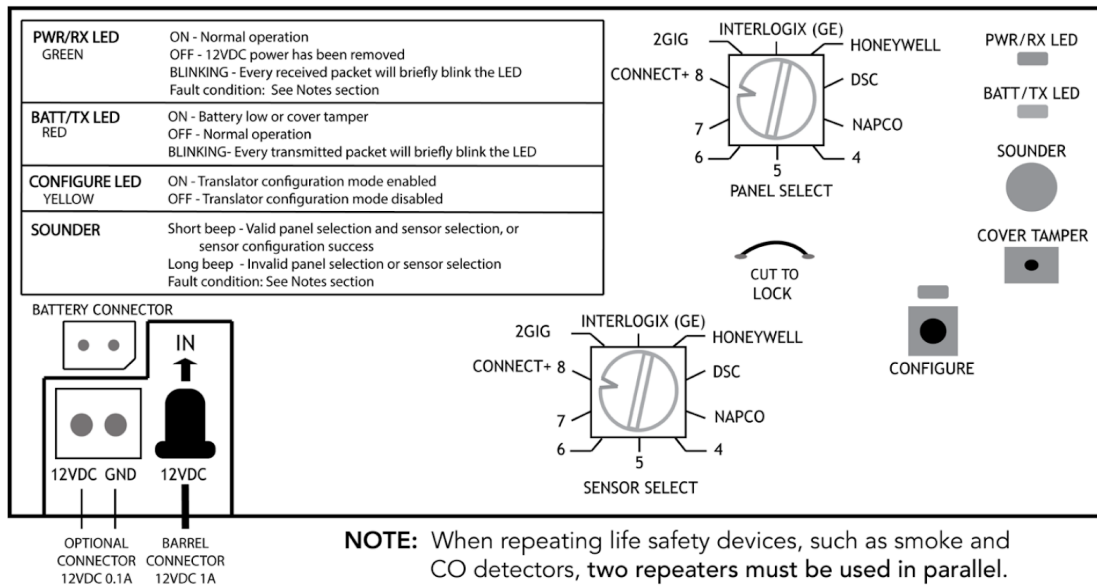 PWR/RX LED
GREEN
ON - Normal operation
OFF - 12VDC power has been removed
BLINKING - Every received packet will briefly blink the LED
Fault condition: See Notes section
BATT/TX LED
RED
ON - Battery low or cover tamper
OFF - Normal operation
BLINKING- Every transmitted packet will briefly blink the LED
CONFIGURE LED
YELLOW
ON - Translator configuration mode enabled
OFF - Translator configuration mode disabled
SOUNDER
Short beep - Valid panel selection and sensor selection, or
sensor configuration success
Long beep - Invalid panel selection or sensor selection
Fault condition: See Notes section
INTERLOGIX (GE)
2GIG
HONEYWELL
CONNECT+ 8
DSC
7
NAPCO
6
5
4
PANEL SELECT
PWR/RX LED
BATT/TX LED
SOUNDER
COVER TAMPER
CUT TO
LOCK
CONFIGURE
BATTERY CONNECTOR
IN
12VDC GND
12VDC
OPTIONAL
CONNECTOR
12VDC 0.1A
BARREL
CONNECTOR
12VDC 1A
INTERLOGIX (GE)
2GIG
HONEYWELL
CONNECT+ 8
DSC
7
NAPCO
6
5
4
SENSOR SELECT
NOTE: When repeating life safety devices, such as smoke and
CO detectors, two repeaters must be used in parallel.